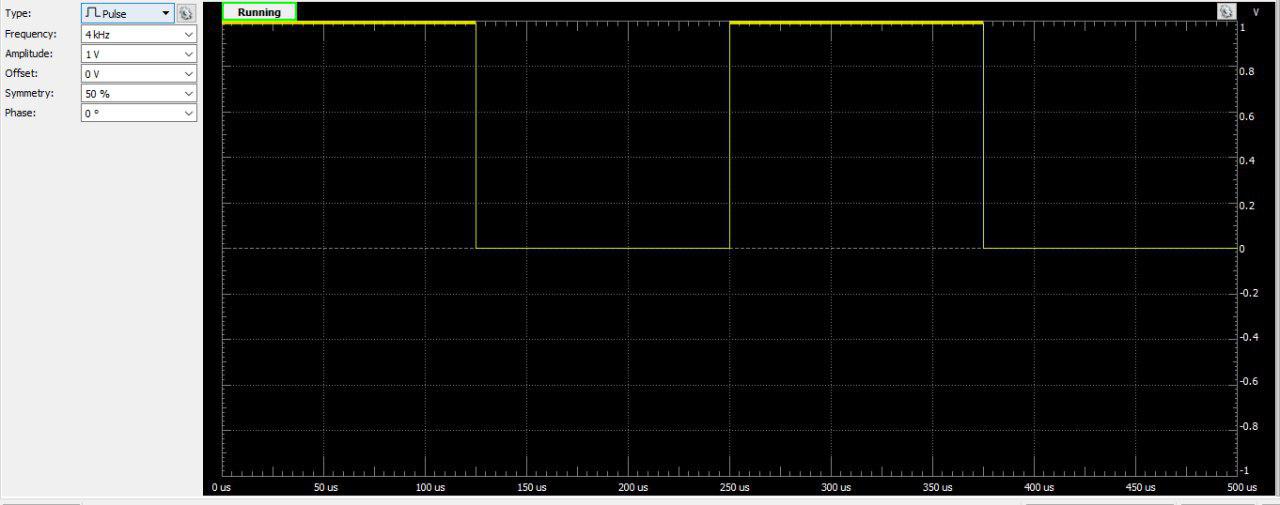 Type: Pulse
Frequency: 4 kHz
Amplitude: 1 V
Offset: 0 V
Symmetry: 50 %
Phase: 0 º
Running
V
1
0.8
0.6
0.4
0.2
0
-0.2
-0.4
-0.6
-0.8
-1
0 us 50 us 100 us 150 us 200 us 250 us 300 us 350 us 400 us 450 us 500 us